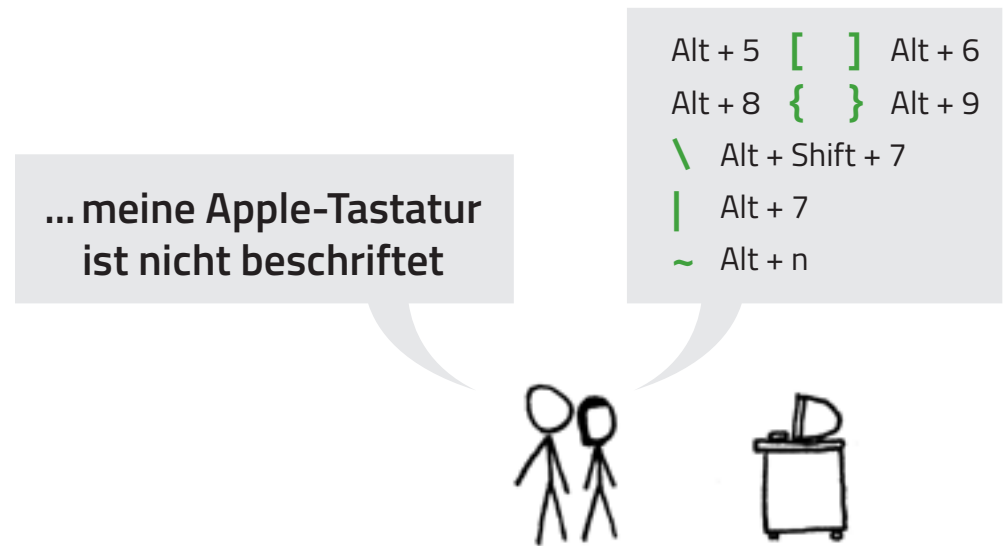 ... meine Apple-Tastatur
ist nicht beschriftet
Alt + 5 [ ] Alt + 6
Alt + 8 { } Alt + 9
\ Alt + Shift + 7
| Alt + 7
~ Alt + n